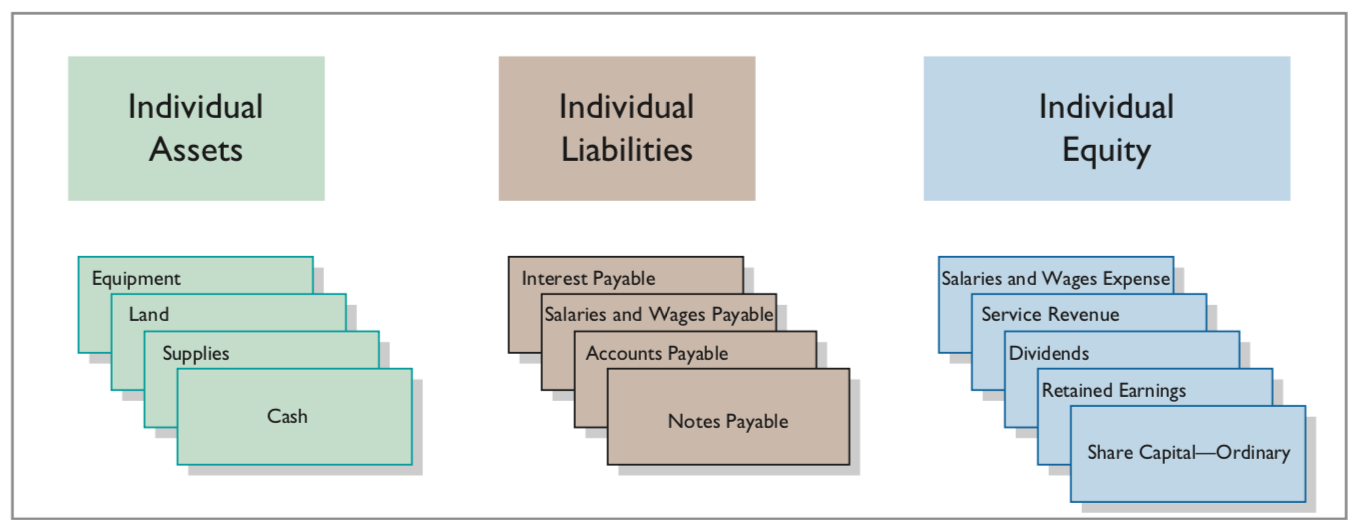 Individual
Assets
Individual
Liabilities
Individual
Equity
Equipment
Land
Supplies
Cash
Interest Payable
Salaries and Wages Payable
Accounts Payable
Notes Payable
Salaries and Wages Expense
Service Revenue
Dividends
Retained Earnings
Share Capital—Ordinary